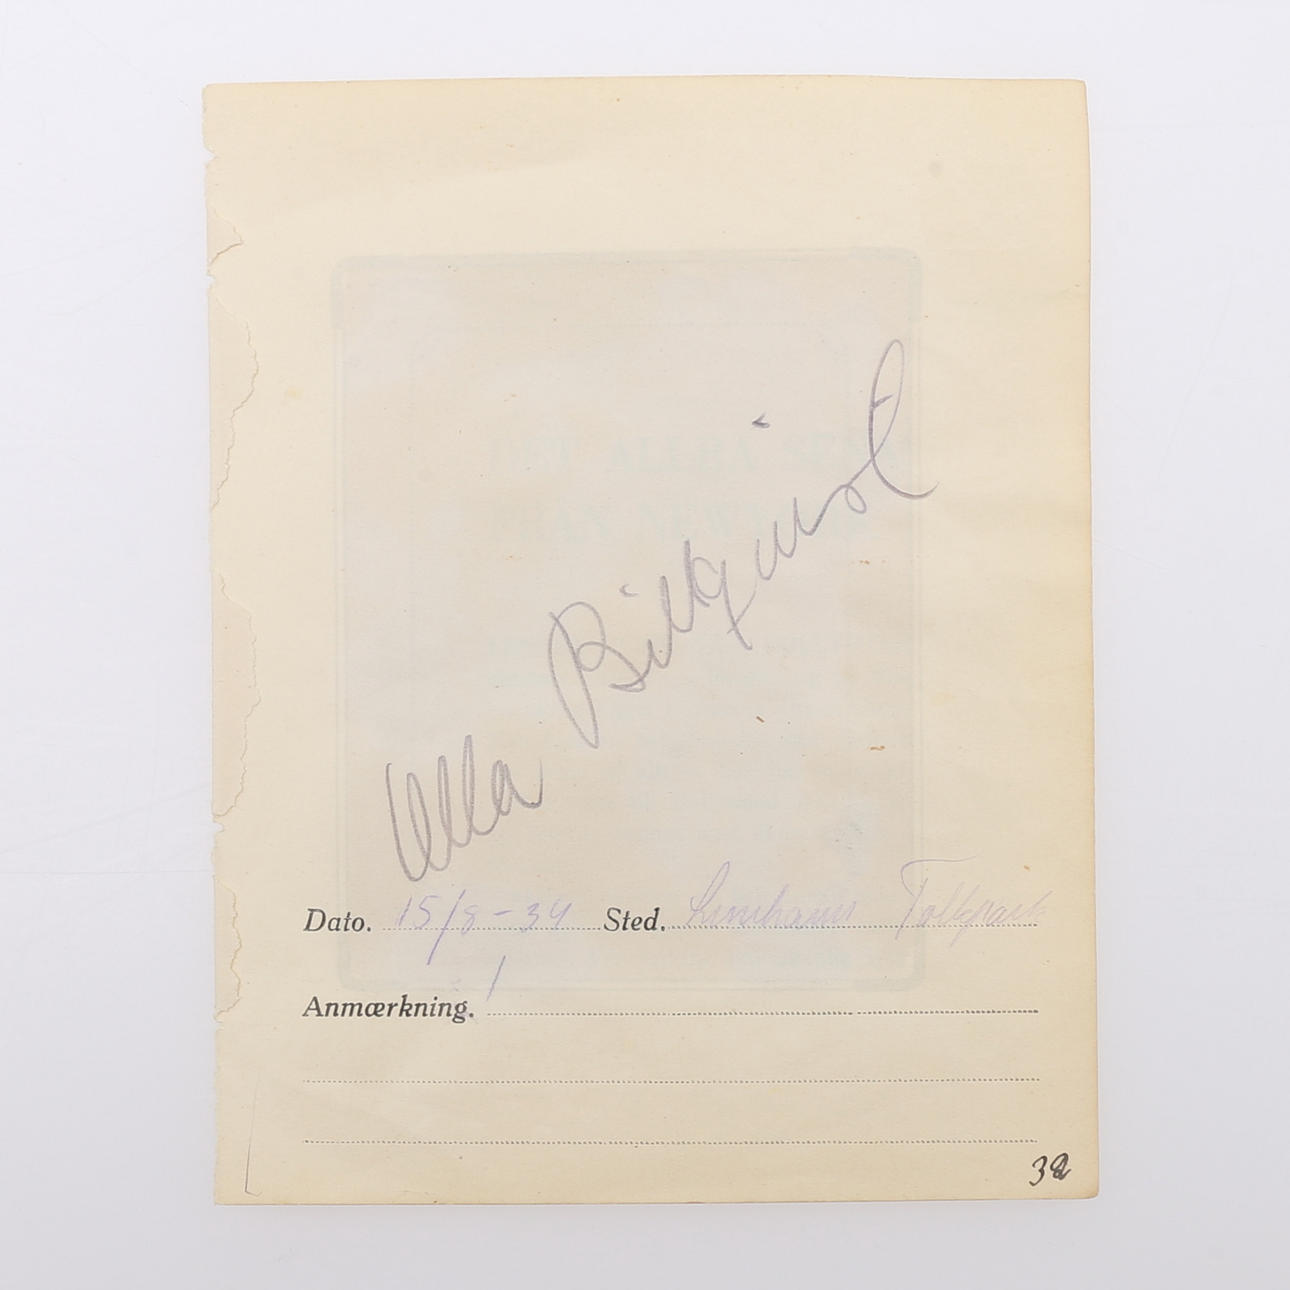 Ulla Billquist
Dato. 15/8-34 Sted. Limhamns Folkpark
Anmærkning.
32